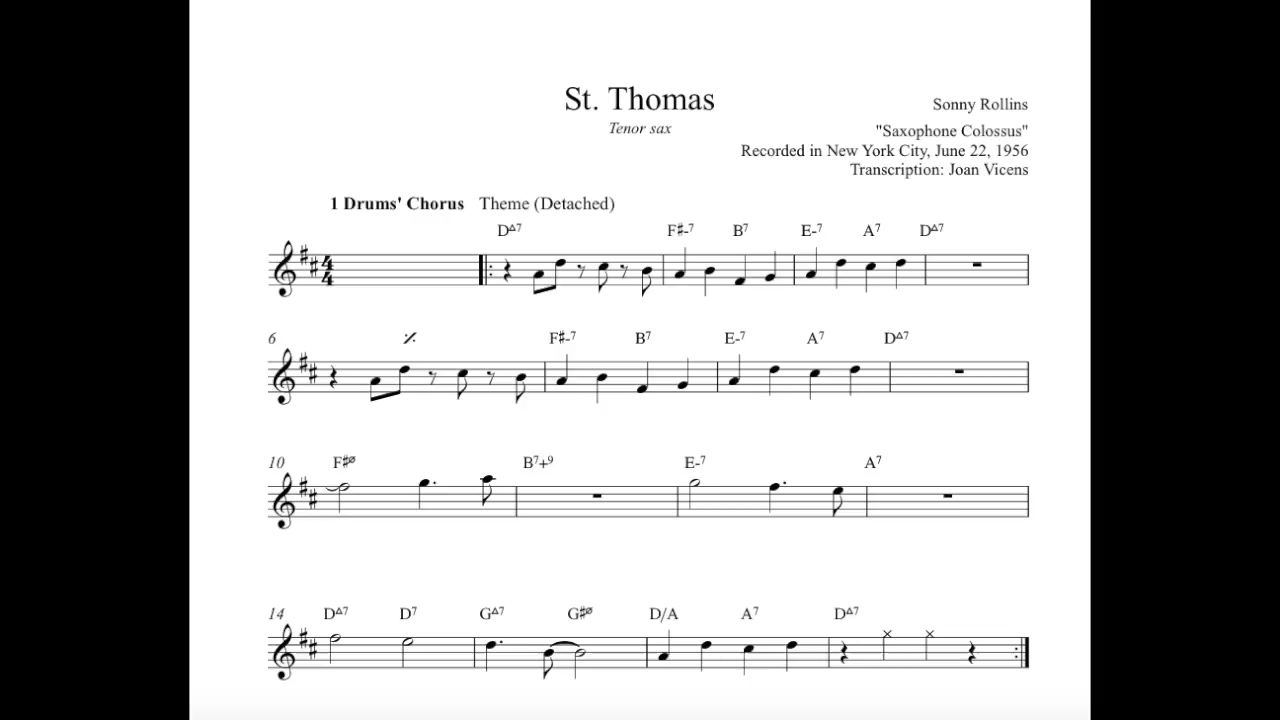 St. Thomas
Tenor sax
Sonny Rollins
"Saxophone Colossus"
Recorded in New York City, June 22, 1956
Transcription: Joan Vicens
1 Drums' Chorus Theme (Detached)
DΔ7 F#-7 B7 E-7 A7 DΔ7
4
4
6 F#-7 B7 E-7 A7 DΔ7
10 F#ø B7+9 E-7 A7
14 DΔ7 D7 GΔ7 G#ø D/A A7 DΔ7